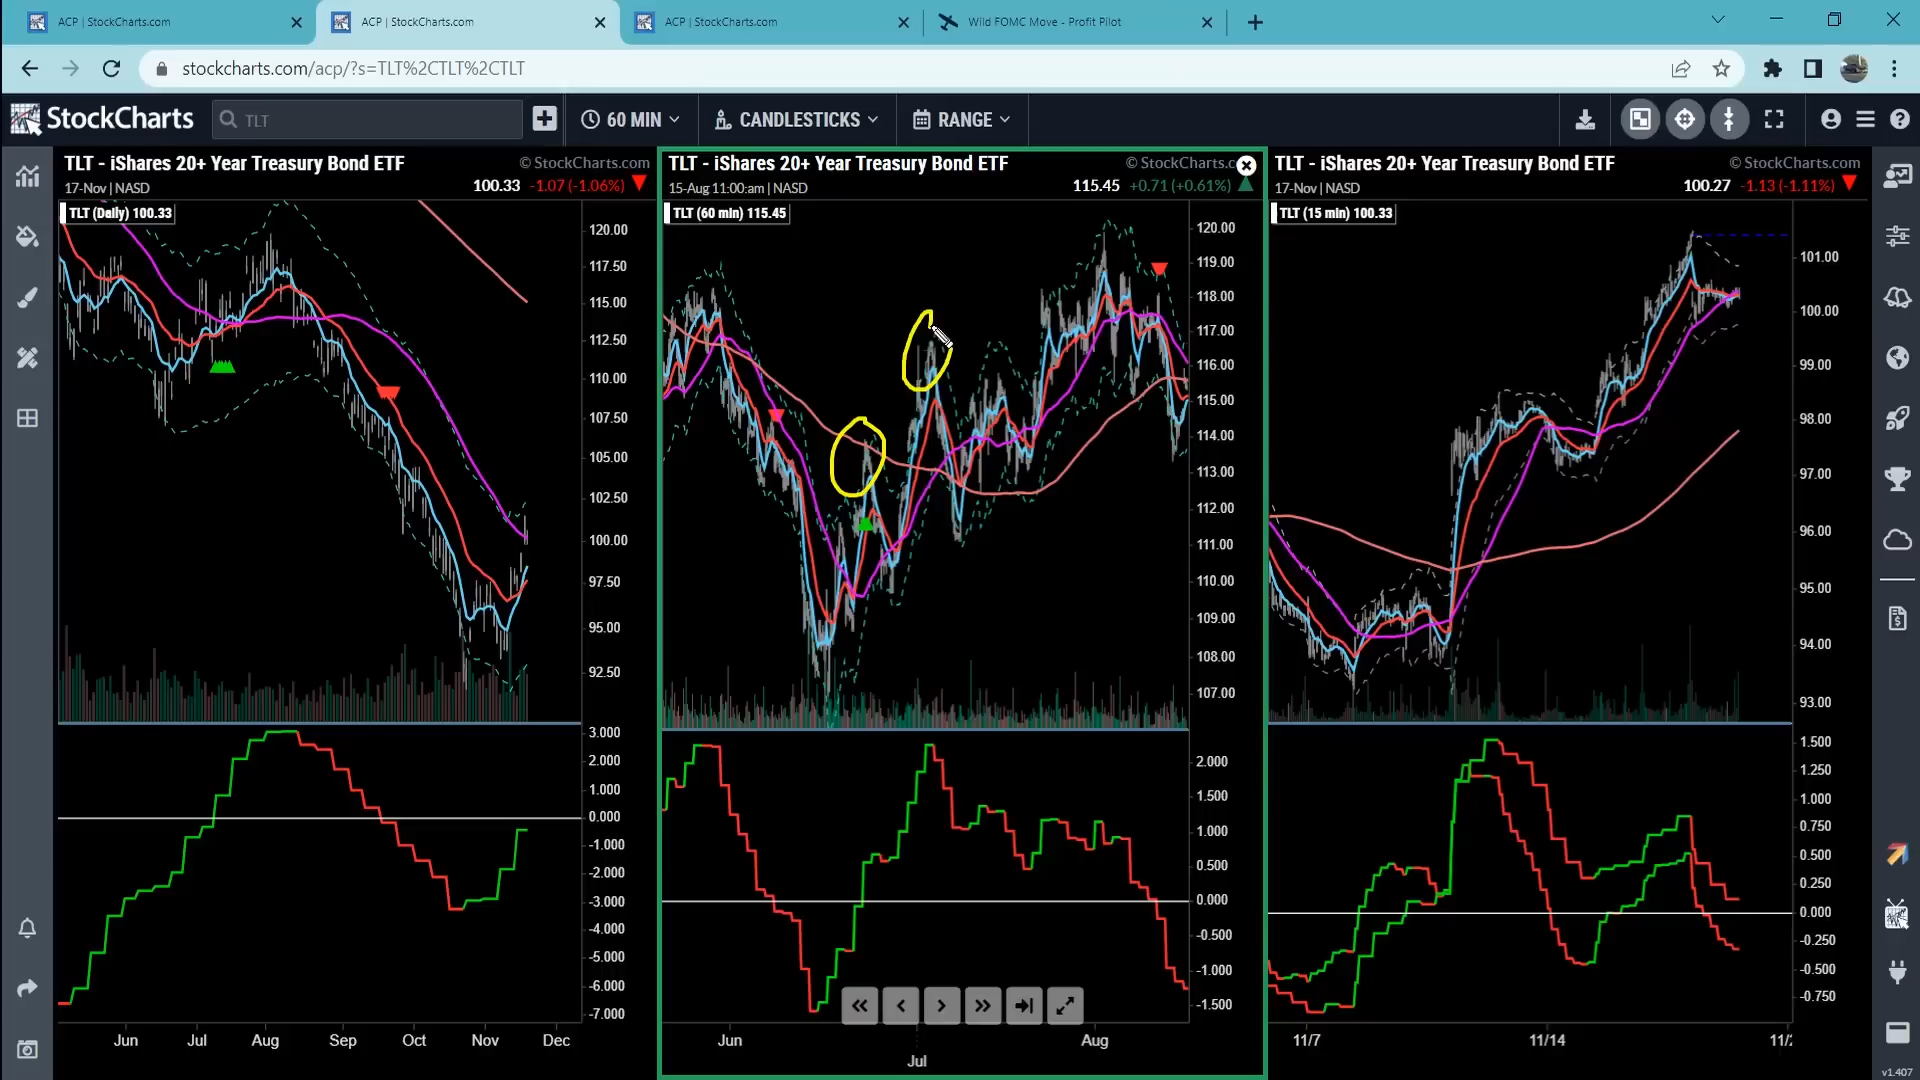 ACP | StockCharts.com
ACP | StockCharts.com
ACP | StockCharts.com
Wild FOMC Move - Profit Pilot
stockcharts.com/acp/?s=TLT%2CTLT%2CTLT
StockCharts
TLT
60 MIN
CANDLESTICKS
RANGE
TLT - iShares 20+ Year Treasury Bond ETF
© StockCharts.com
17-Nov | NASD
100.33 -1.07 (-1.06%)
TLT (Daily) 100.33
120.00
117.50
115.00
112.50
110.00
107.50
105.00
102.50
100.00
97.50
95.00
92.50
3.000
2.000
1.000
0.000
-1.000
-2.000
-3.000
-4.000
-5.000
-6.000
-7.000
Jun Jul Aug Sep Oct Nov Dec
TLT - iShares 20+ Year Treasury Bond ETF
© StockCharts.c
15-Aug 11:00am | NASD
115.45 +0.71 (+0.61%)
TLT (60 min) 115.45
120.00
119.00
118.00
117.00
116.00
115.00
114.00
113.00
112.00
111.00
110.00
109.00
108.00
107.00
2.000
1.500
1.000
0.500
0.000
-0.500
-1.000
-1.500
Jun Jul Aug
TLT - iShares 20+ Year Treasury Bond ETF
© StockCharts.com
17-Nov | NASD
100.27 -1.13 (-1.11%)
TLT (15 min) 100.33
101.00
100.00
99.00
98.00
97.00
96.00
95.00
94.00
93.00
1.500
1.250
1.000
0.750
0.500
0.250
0.000
-0.250
-0.500
-0.750
11/7 11/14
v1.407